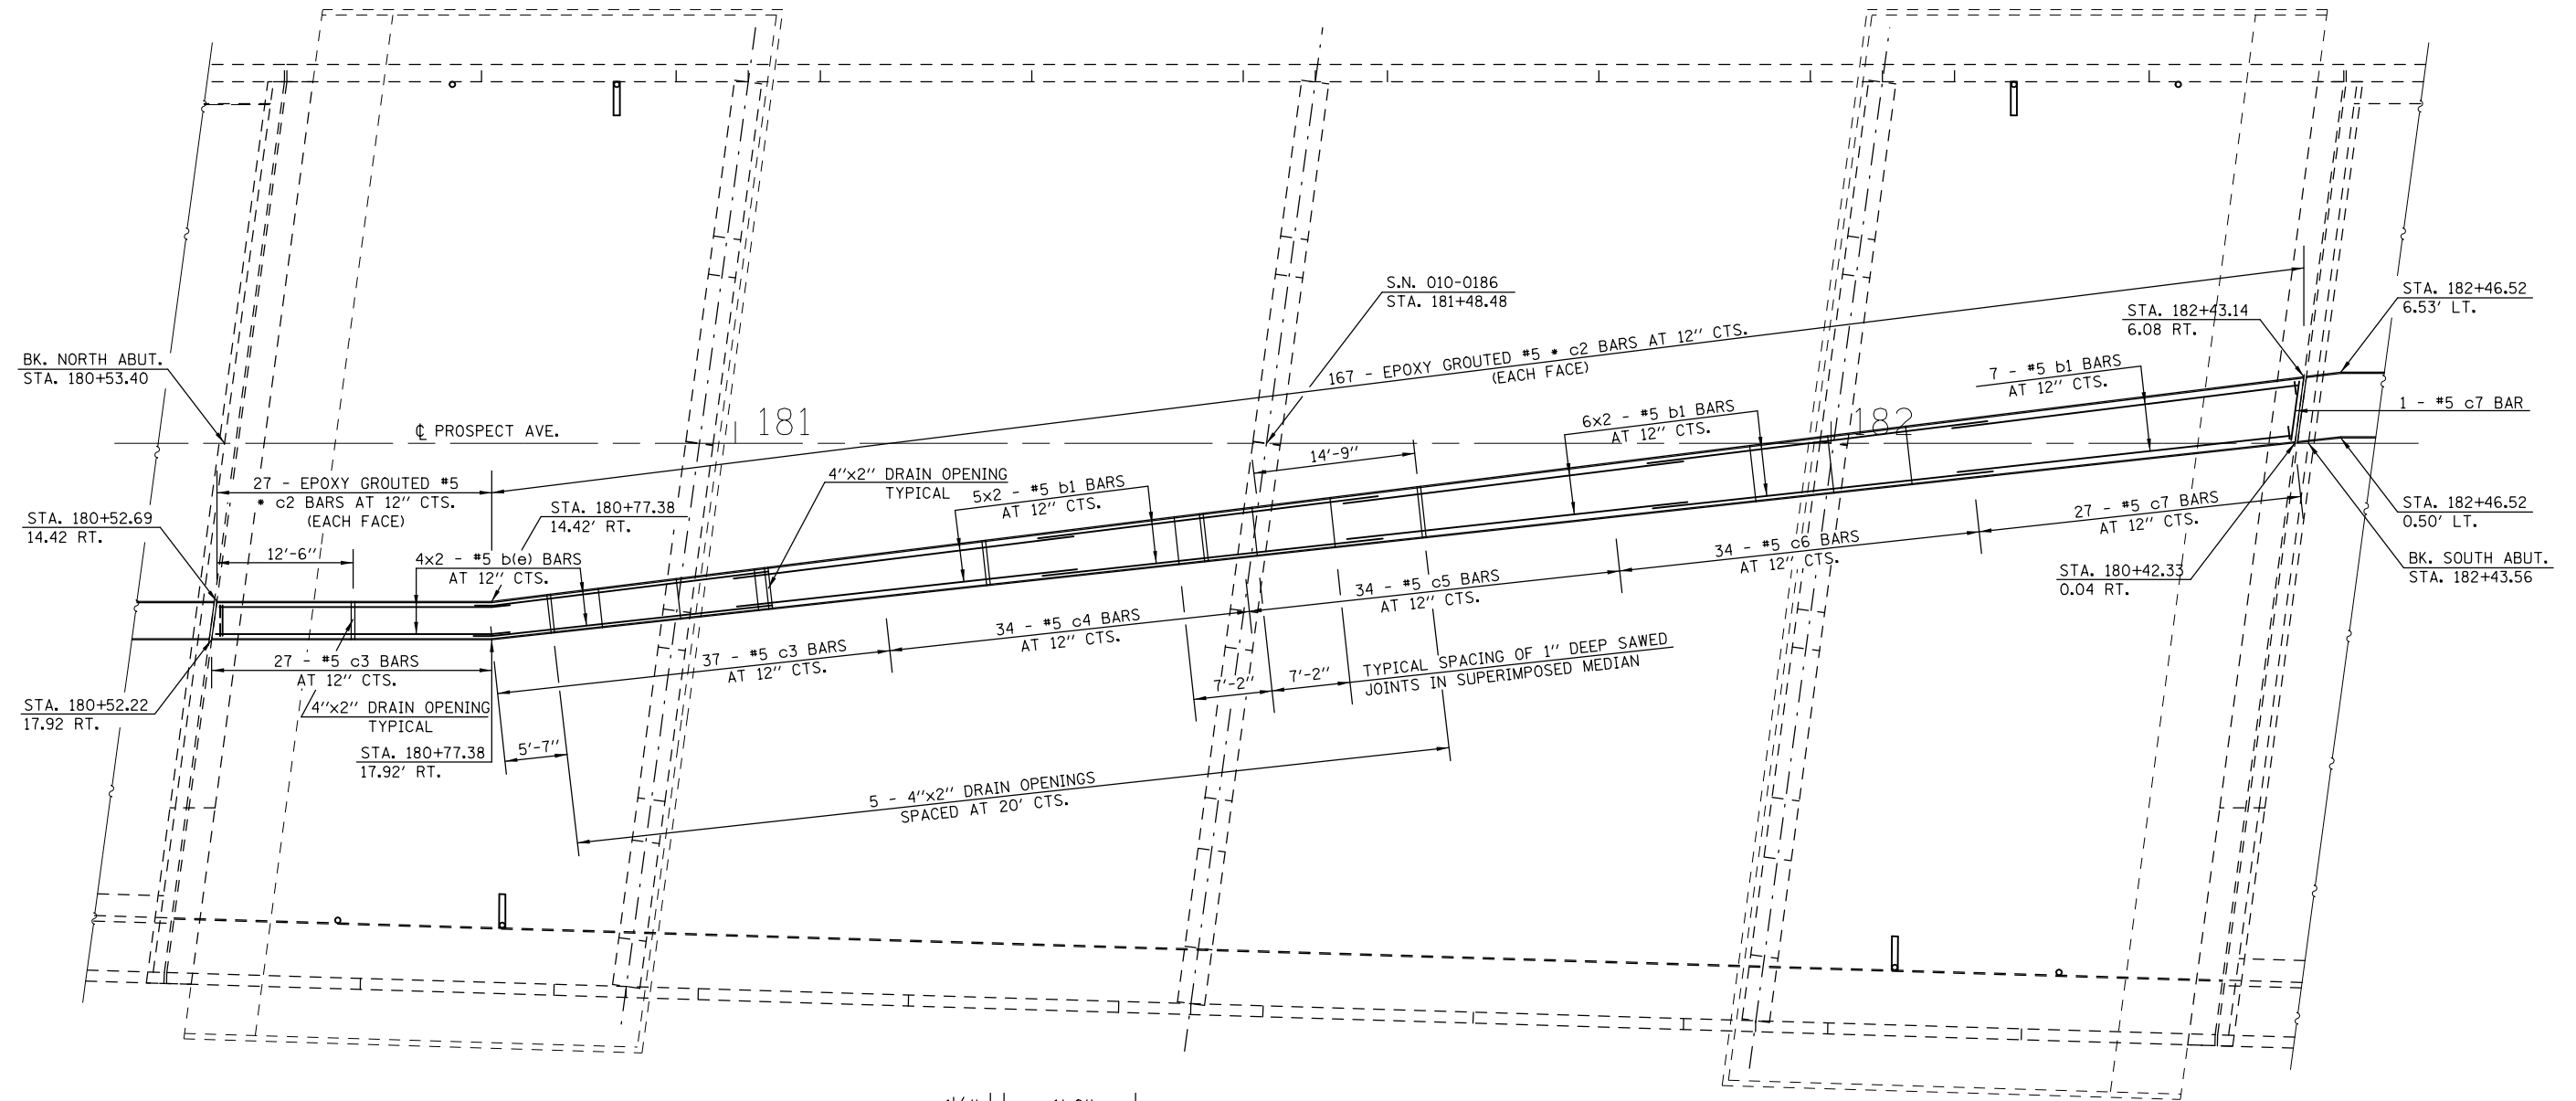 S.N. 010-0186
STA. 181+48.48
STA. 182+46.52
6.53' LT.
STA. 182+43.14
6.08 RT.
BK. NORTH ABUT.
STA. 180+53.40
167 - EPOXY GROUTED #5 * c2 BARS AT 12" CTS.
(EACH FACE)
7 - #5 b1 BARS
AT 12" CTS.
1 - #5 c7 BAR
℄ PROSPECT AVE.
181
182
6x2 - #5 b1 BARS
AT 12" CTS.
14'-9"
4"x2" DRAIN OPENING
TYPICAL
27 - EPOXY GROUTED #5
* c2 BARS AT 12" CTS.
(EACH FACE)
5x2 - #5 b1 BARS
AT 12" CTS.
STA. 180+77.38
14.42' RT.
STA. 180+52.69
14.42 RT.
27 - #5 c7 BARS
AT 12" CTS.
STA. 182+46.52
0.50' LT.
12'-6"
4x2 - #5 b(e) BARS
AT 12" CTS.
34 - #5 c6 BARS
AT 12" CTS.
BK. SOUTH ABUT.
STA. 182+43.56
STA. 180+42.33
0.04 RT.
34 - #5 c5 BARS
AT 12" CTS.
34 - #5 c4 BARS
AT 12" CTS.
37 - #5 c3 BARS
AT 12" CTS.
27 - #5 c3 BARS
AT 12" CTS.
7'-2"
7'-2"
TYPICAL SPACING OF 1" DEEP SAWED
JOINTS IN SUPERIMPOSED MEDIAN
STA. 180+52.22
17.92 RT.
4"x2" DRAIN OPENING
TYPICAL
5'-7"
STA. 180+77.38
17.92' RT.
5 - 4"x2" DRAIN OPENINGS
SPACED AT 20' CTS.